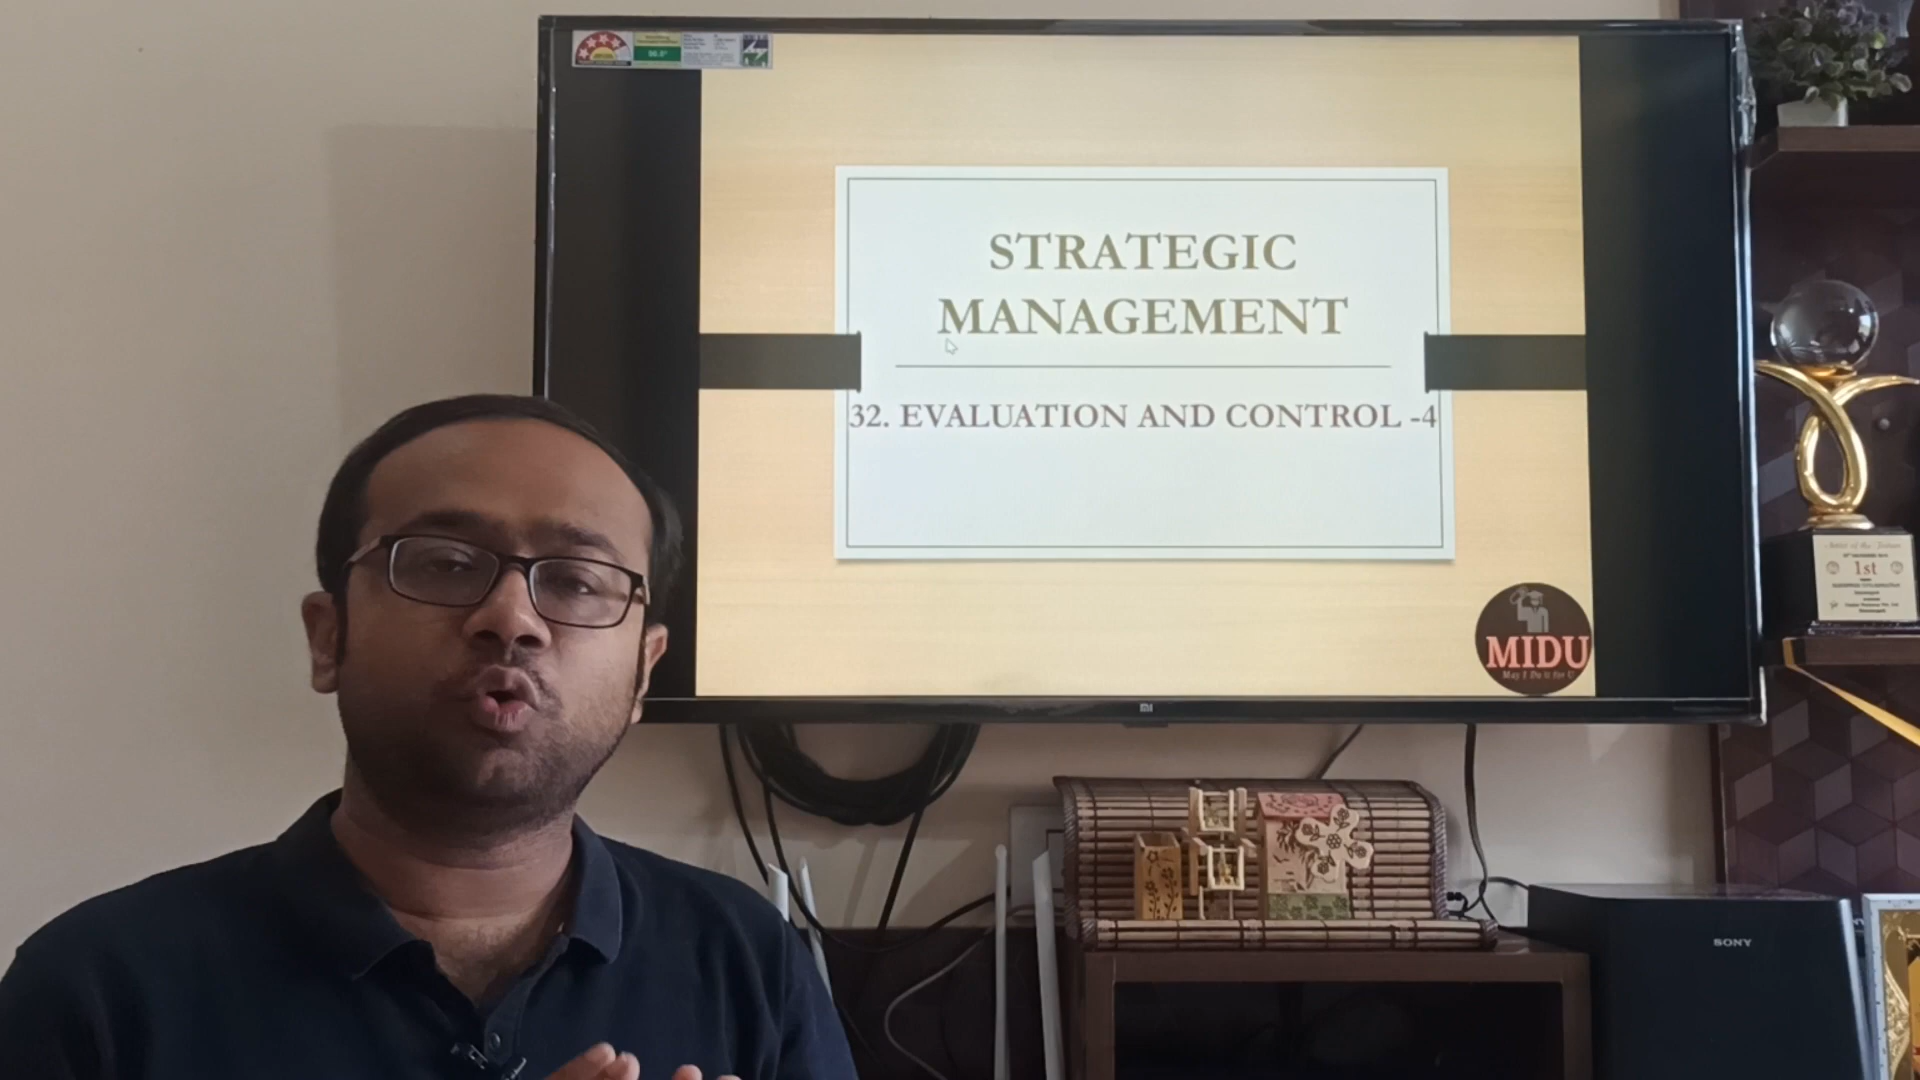 STRATEGIC
MANAGEMENT
32. EVALUATION AND CONTROL -4
MIDU
May I Do it for U
1st
SONY